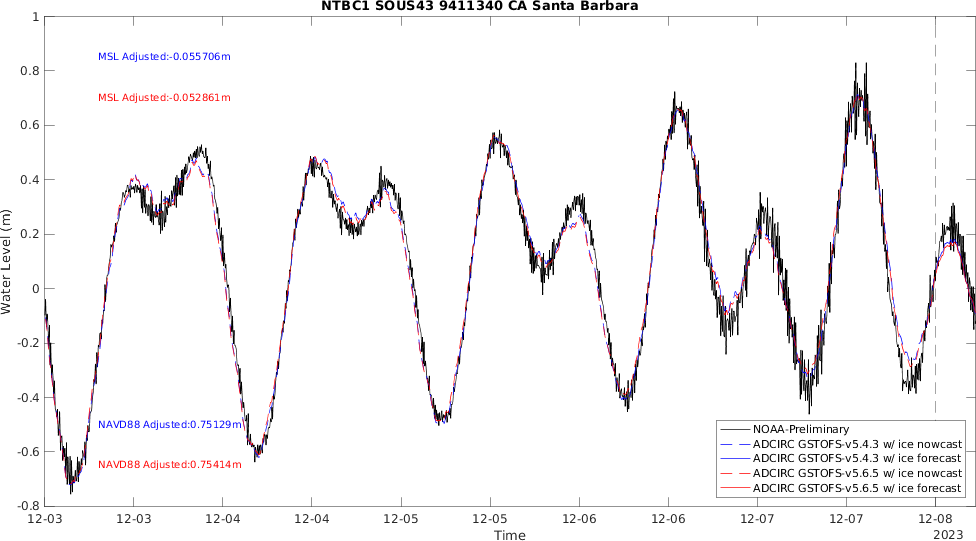 NTBC1 SOUS43 9411340 CA Santa Barbara
1
0.8
0.6
0.4
0.2
0
-0.2
-0.4
-0.6
-0.8
Water Level (m)
MSL Adjusted:-0.055706m
MSL Adjusted:-0.052861m
NAVD88 Adjusted:0.75129m
NAVD88 Adjusted:0.75414m
NOAA-Preliminary
ADCIRC GSTOFS-v5.4.3 w/ ice nowcast
ADCIRC GSTOFS-v5.4.3 w/ ice forecast
ADCIRC GSTOFS-v5.6.5 w/ ice nowcast
ADCIRC GSTOFS-v5.6.5 w/ ice forecast
12-03 12-03 12-04 12-04 12-05 12-05 12-06 12-06 12-07 12-07 12-08
2023
Time